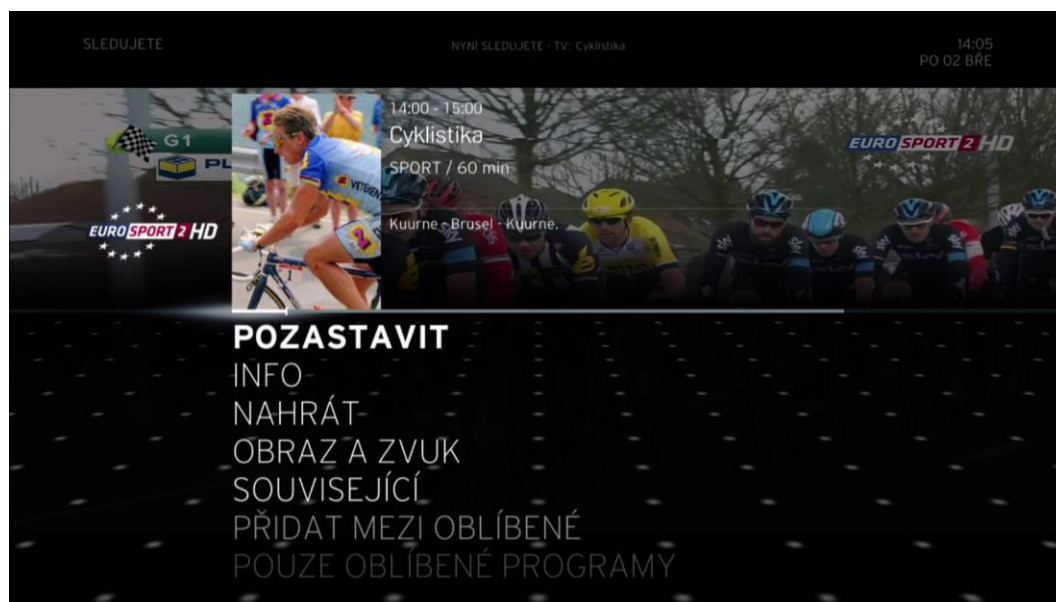 SLEDUJETE
NYNÍ SLEDUJETE · TV: Cyklistika
14:05
PO 02 BŘE
G1
PL
14:00 - 15:00
Cyklistika
SPORT / 60 min
Kuurne - Brusel - Kuurne.
EUROSPORT 2 HD
EUROSPORT 2 HD
POZASTAVIT
INFO
NAHRÁT
OBRAZ A ZVUK
SOUVISEJÍCÍ
PŘIDAT MEZI OBLÍBENÉ
POUZE OBLÍBENÉ PROGRAMY